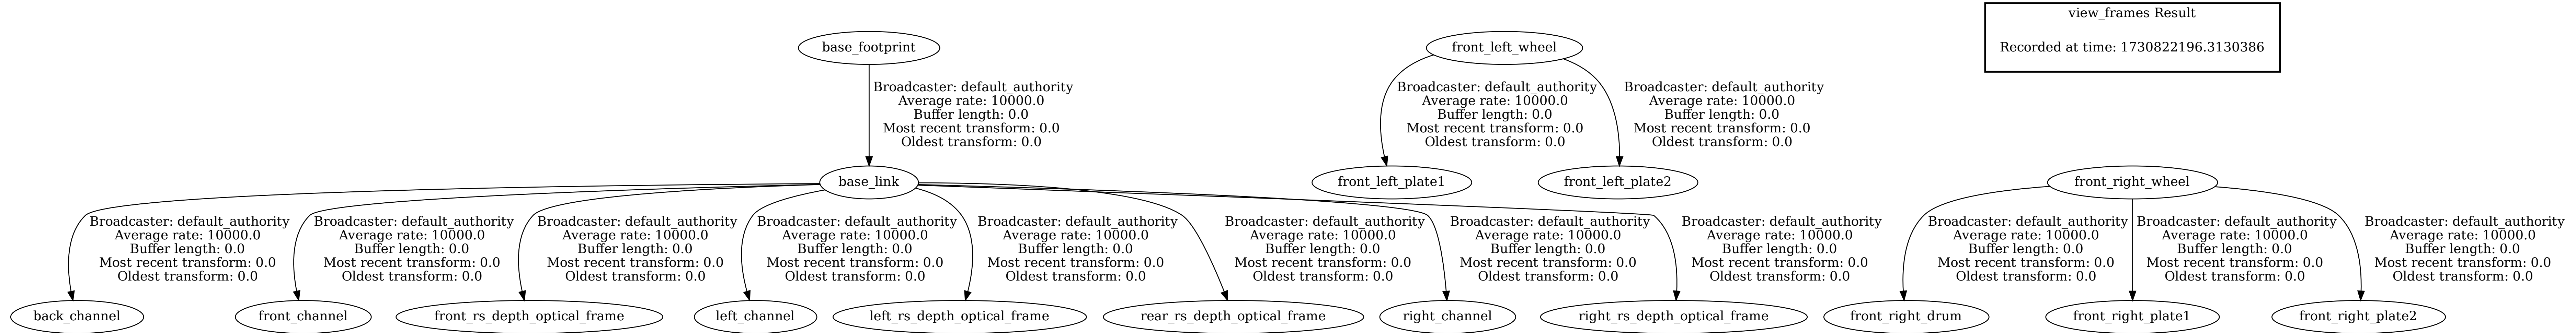 view_frames Result
Recorded at time: 1730822196.3130386
base_footprint
front_left_wheel
Broadcaster: default_authority
Average rate: 10000.0
Buffer length: 0.0
Most recent transform: 0.0
Oldest transform: 0.0
Broadcaster: default_authority
Average rate: 10000.0
Buffer length: 0.0
Most recent transform: 0.0
Oldest transform: 0.0
Broadcaster: default_authority
Average rate: 10000.0
Buffer length: 0.0
Most recent transform: 0.0
Oldest transform: 0.0
base_link
front_left_plate1
front_left_plate2
front_right_wheel
Broadcaster: default_authority
Average rate: 10000.0
Buffer length: 0.0
Most recent transform: 0.0
Oldest transform: 0.0
Broadcaster: default_authority
Average rate: 10000.0
Buffer length: 0.0
Most recent transform: 0.0
Oldest transform: 0.0
Broadcaster: default_authority
Average rate: 10000.0
Buffer length: 0.0
Most recent transform: 0.0
Oldest transform: 0.0
Broadcaster: default_authority
Average rate: 10000.0
Buffer length: 0.0
Most recent transform: 0.0
Oldest transform: 0.0
Broadcaster: default_authority
Average rate: 10000.0
Buffer length: 0.0
Most recent transform: 0.0
Oldest transform: 0.0
Broadcaster: default_authority
Average rate: 10000.0
Buffer length: 0.0
Most recent transform: 0.0
Oldest transform: 0.0
Broadcaster: default_authority
Average rate: 10000.0
Buffer length: 0.0
Most recent transform: 0.0
Oldest transform: 0.0
Broadcaster: default_authority
Average rate: 10000.0
Buffer length: 0.0
Most recent transform: 0.0
Oldest transform: 0.0
Broadcaster: default_authority
Average rate: 10000.0
Buffer length: 0.0
Most recent transform: 0.0
Oldest transform: 0.0
Broadcaster: default_authority
Average rate: 10000.0
Buffer length: 0.0
Most recent transform: 0.0
Oldest transform: 0.0
Broadcaster: default_authority
Average rate: 10000.0
Buffer length: 0.0
Most recent transform: 0.0
Oldest transform: 0.0
back_channel
front_channel
front_rs_depth_optical_frame
left_channel
left_rs_depth_optical_frame
rear_rs_depth_optical_frame
right_channel
right_rs_depth_optical_frame
front_right_drum
front_right_plate1
front_right_plate2